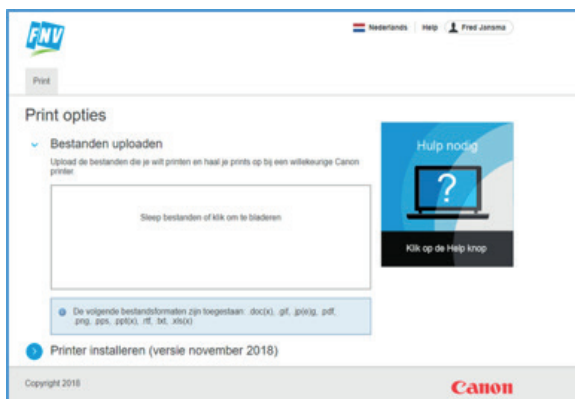 FNV
Nederlands Help Fred Jansma
Print
Print opties
Bestanden uploaden
Upload de bestanden die je wilt printen en haal je prints op bij een willekeurige Canon
printer
Sleep bestanden of klik om te bladeren
De volgende bestandsformaten zijn toegestaan: .doc(x), .gif, .jp(e)g, .pdf,
.png, .pps, .ppt(x), .rtf, .txt, .xls(x)
Hulp nodig
?
Klik op de Help knop
Printer installeren (versie november 2018)
Copyright 2018
Canon